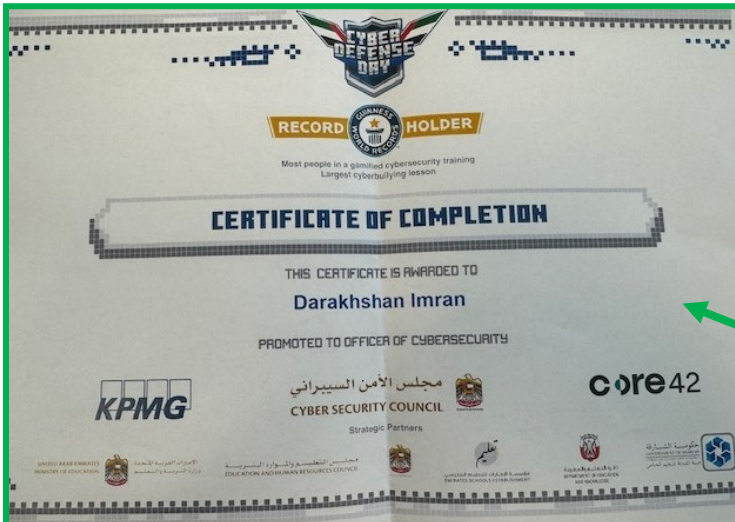 CYBER
DEFENSE
DAY
RECORD HOLDER
GUINNESS
WORLD RECORDS
Most people in a gamified cybersecurity training
Largest cyberbullying lesson
CERTIFICATE OF COMPLETION
THIS CERTIFICATE IS AWARDED TO
Darakhshan Imran
PROMOTED TO OFFICER OF CYBERSECURITY
KPMG
مجلس الأمن السيبراني
CYBER SECURITY COUNCIL
core42
Strategic Partners
الإمارات العربية المتحدة
وزارة التربية والتعليم
UNITED ARAB EMIRATES
MINISTRY OF EDUCATION
مجلس التعليم والموارد البشرية
EDUCATION AND HUMAN RESOURCES COUNCIL
تعليم
مؤسسة الإمارات للتعليم المدرسي
EMIRATES SCHOOLS ESTABLISHMENT
دائرة التعليم والمعرفة
DEPARTMENT OF EDUCATION
AND KNOWLEDGE
حكومة الشارقة
GOVERNMENT OF SHARJAH